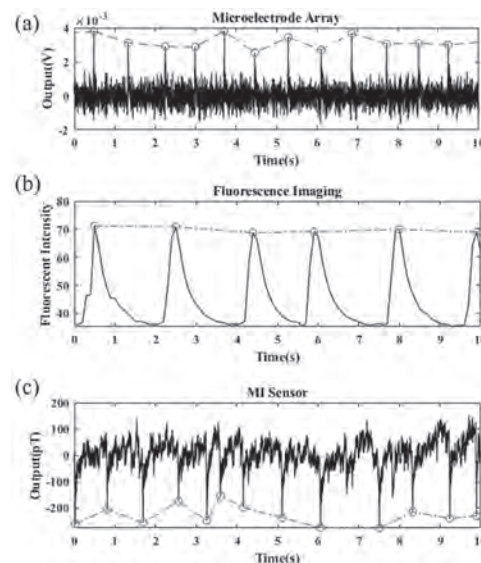 (a)
×10⁻³
Microelectrode Array
Output(V)
4
2
0
-2
0 1 2 3 4 5 6 7 8 9 10
Time(s)
(b)
Fluorescence Imaging
Fluorescent Intensity
80
70
60
50
40
0 1 2 3 4 5 6 7 8 9 10
Time(s)
(c)
MI Sensor
Output(pT)
200
100
0
-100
-200
0 1 2 3 4 5 6 7 8 9 10
Time(s)